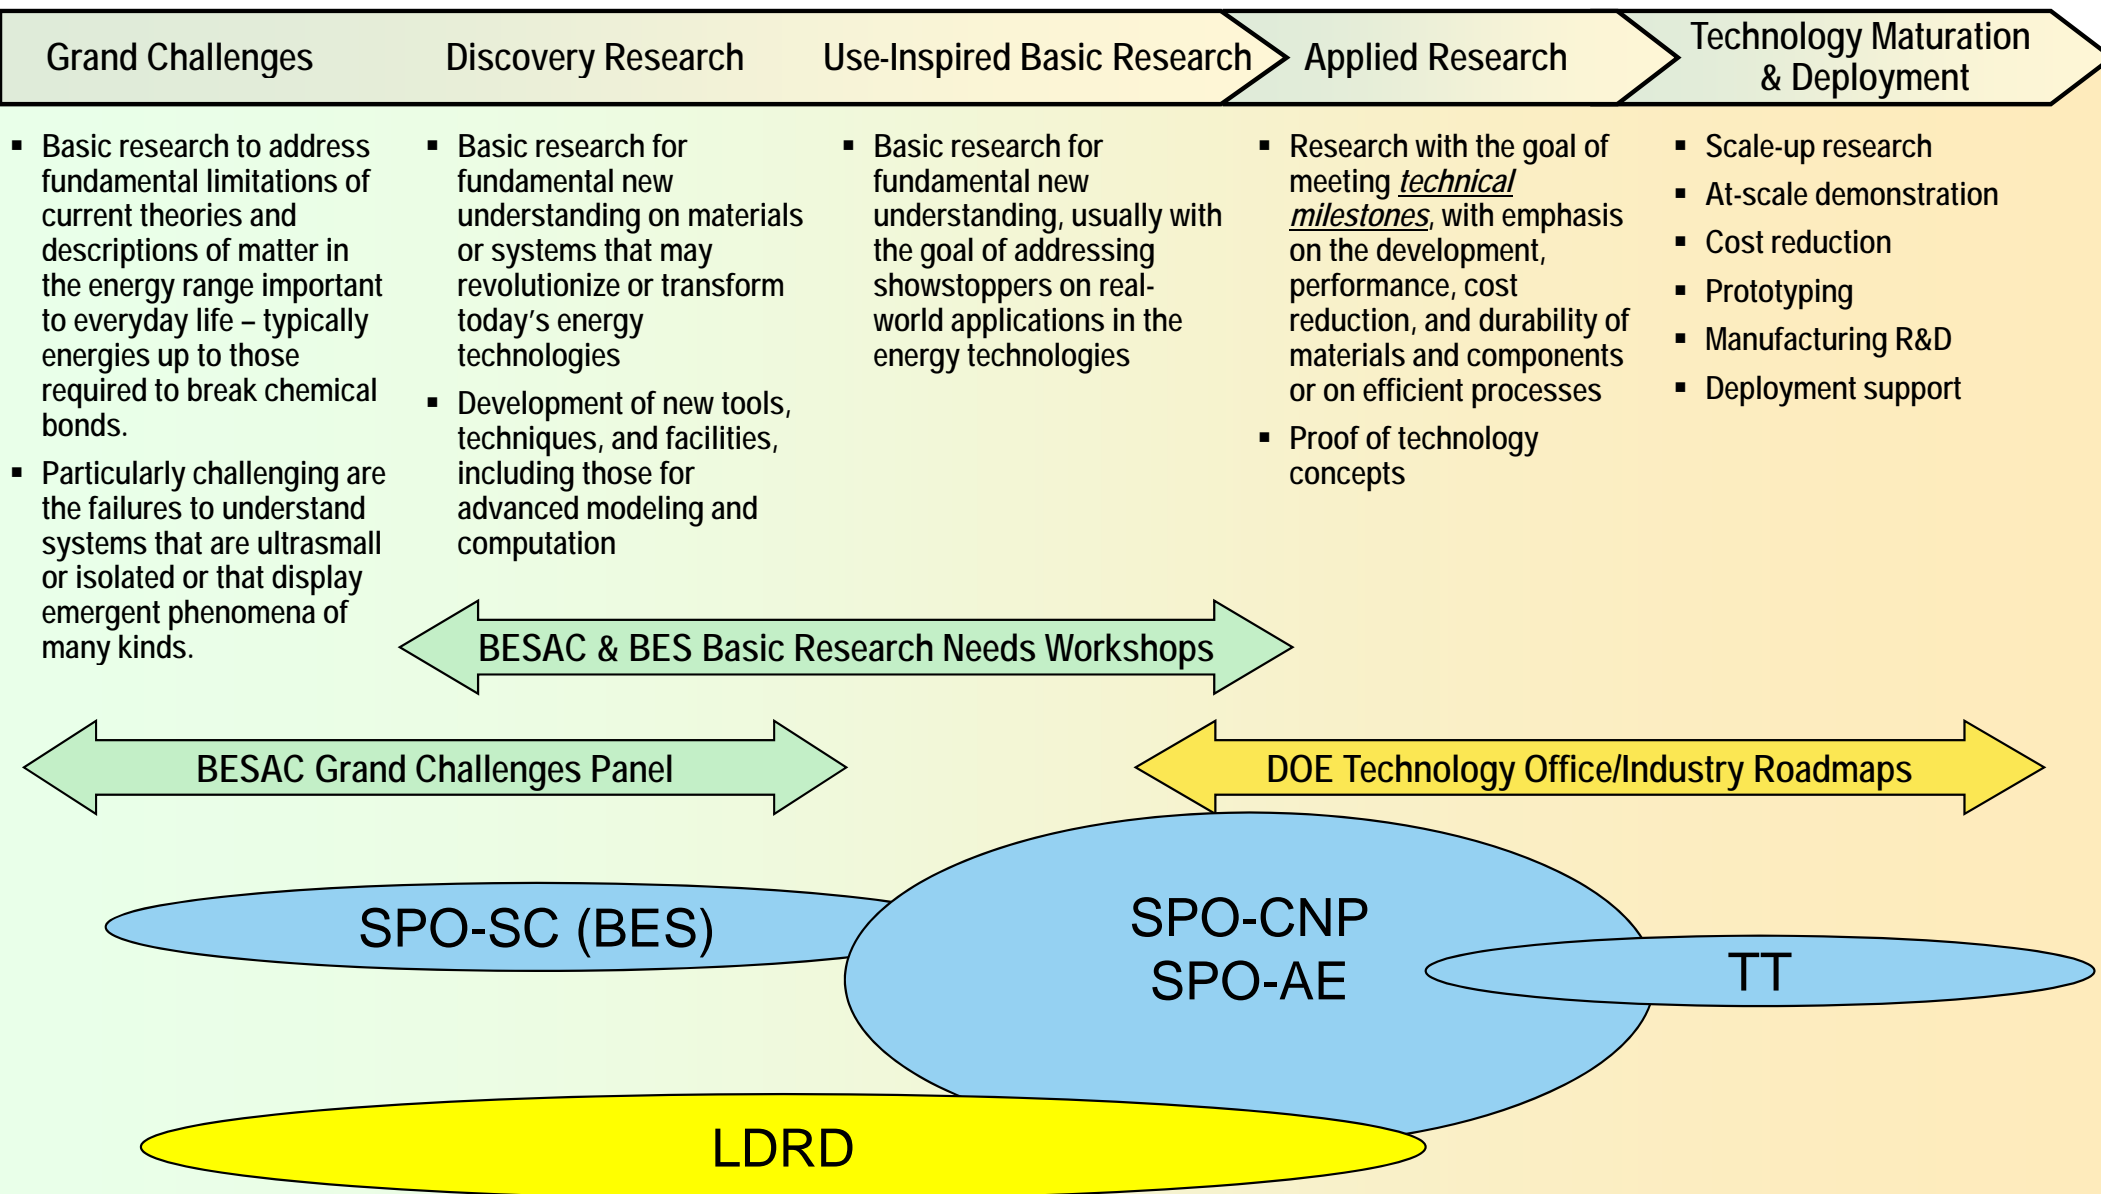 Grand Challenges
Discovery Research
Use-Inspired Basic Research
Applied Research
Technology Maturation
& Deployment
▪ Basic research to address
fundamental limitations of
current theories and
descriptions of matter in
the energy range important
to everyday life – typically
energies up to those
required to break chemical
bonds.
▪ Particularly challenging are
the failures to understand
systems that are ultrasmall
or isolated or that display
emergent phenomena of
many kinds.
▪ Basic research for
fundamental new
understanding on materials
or systems that may
revolutionize or transform
today’s energy
technologies
▪ Development of new tools,
techniques, and facilities,
including those for
advanced modeling and
computation
▪ Basic research for
fundamental new
understanding, usually with
the goal of addressing
showstoppers on real-
world applications in the
energy technologies
▪ Research with the goal of
meeting technical
milestones, with emphasis
on the development,
performance, cost
reduction, and durability of
materials and components
or on efficient processes
▪ Proof of technology
concepts
▪ Scale-up research
▪ At-scale demonstration
▪ Cost reduction
▪ Prototyping
▪ Manufacturing R&D
▪ Deployment support
BESAC & BES Basic Research Needs Workshops
BESAC Grand Challenges Panel
DOE Technology Office/Industry Roadmaps
SPO-SC (BES)
SPO-CNP
SPO-AE
TT
LDRD